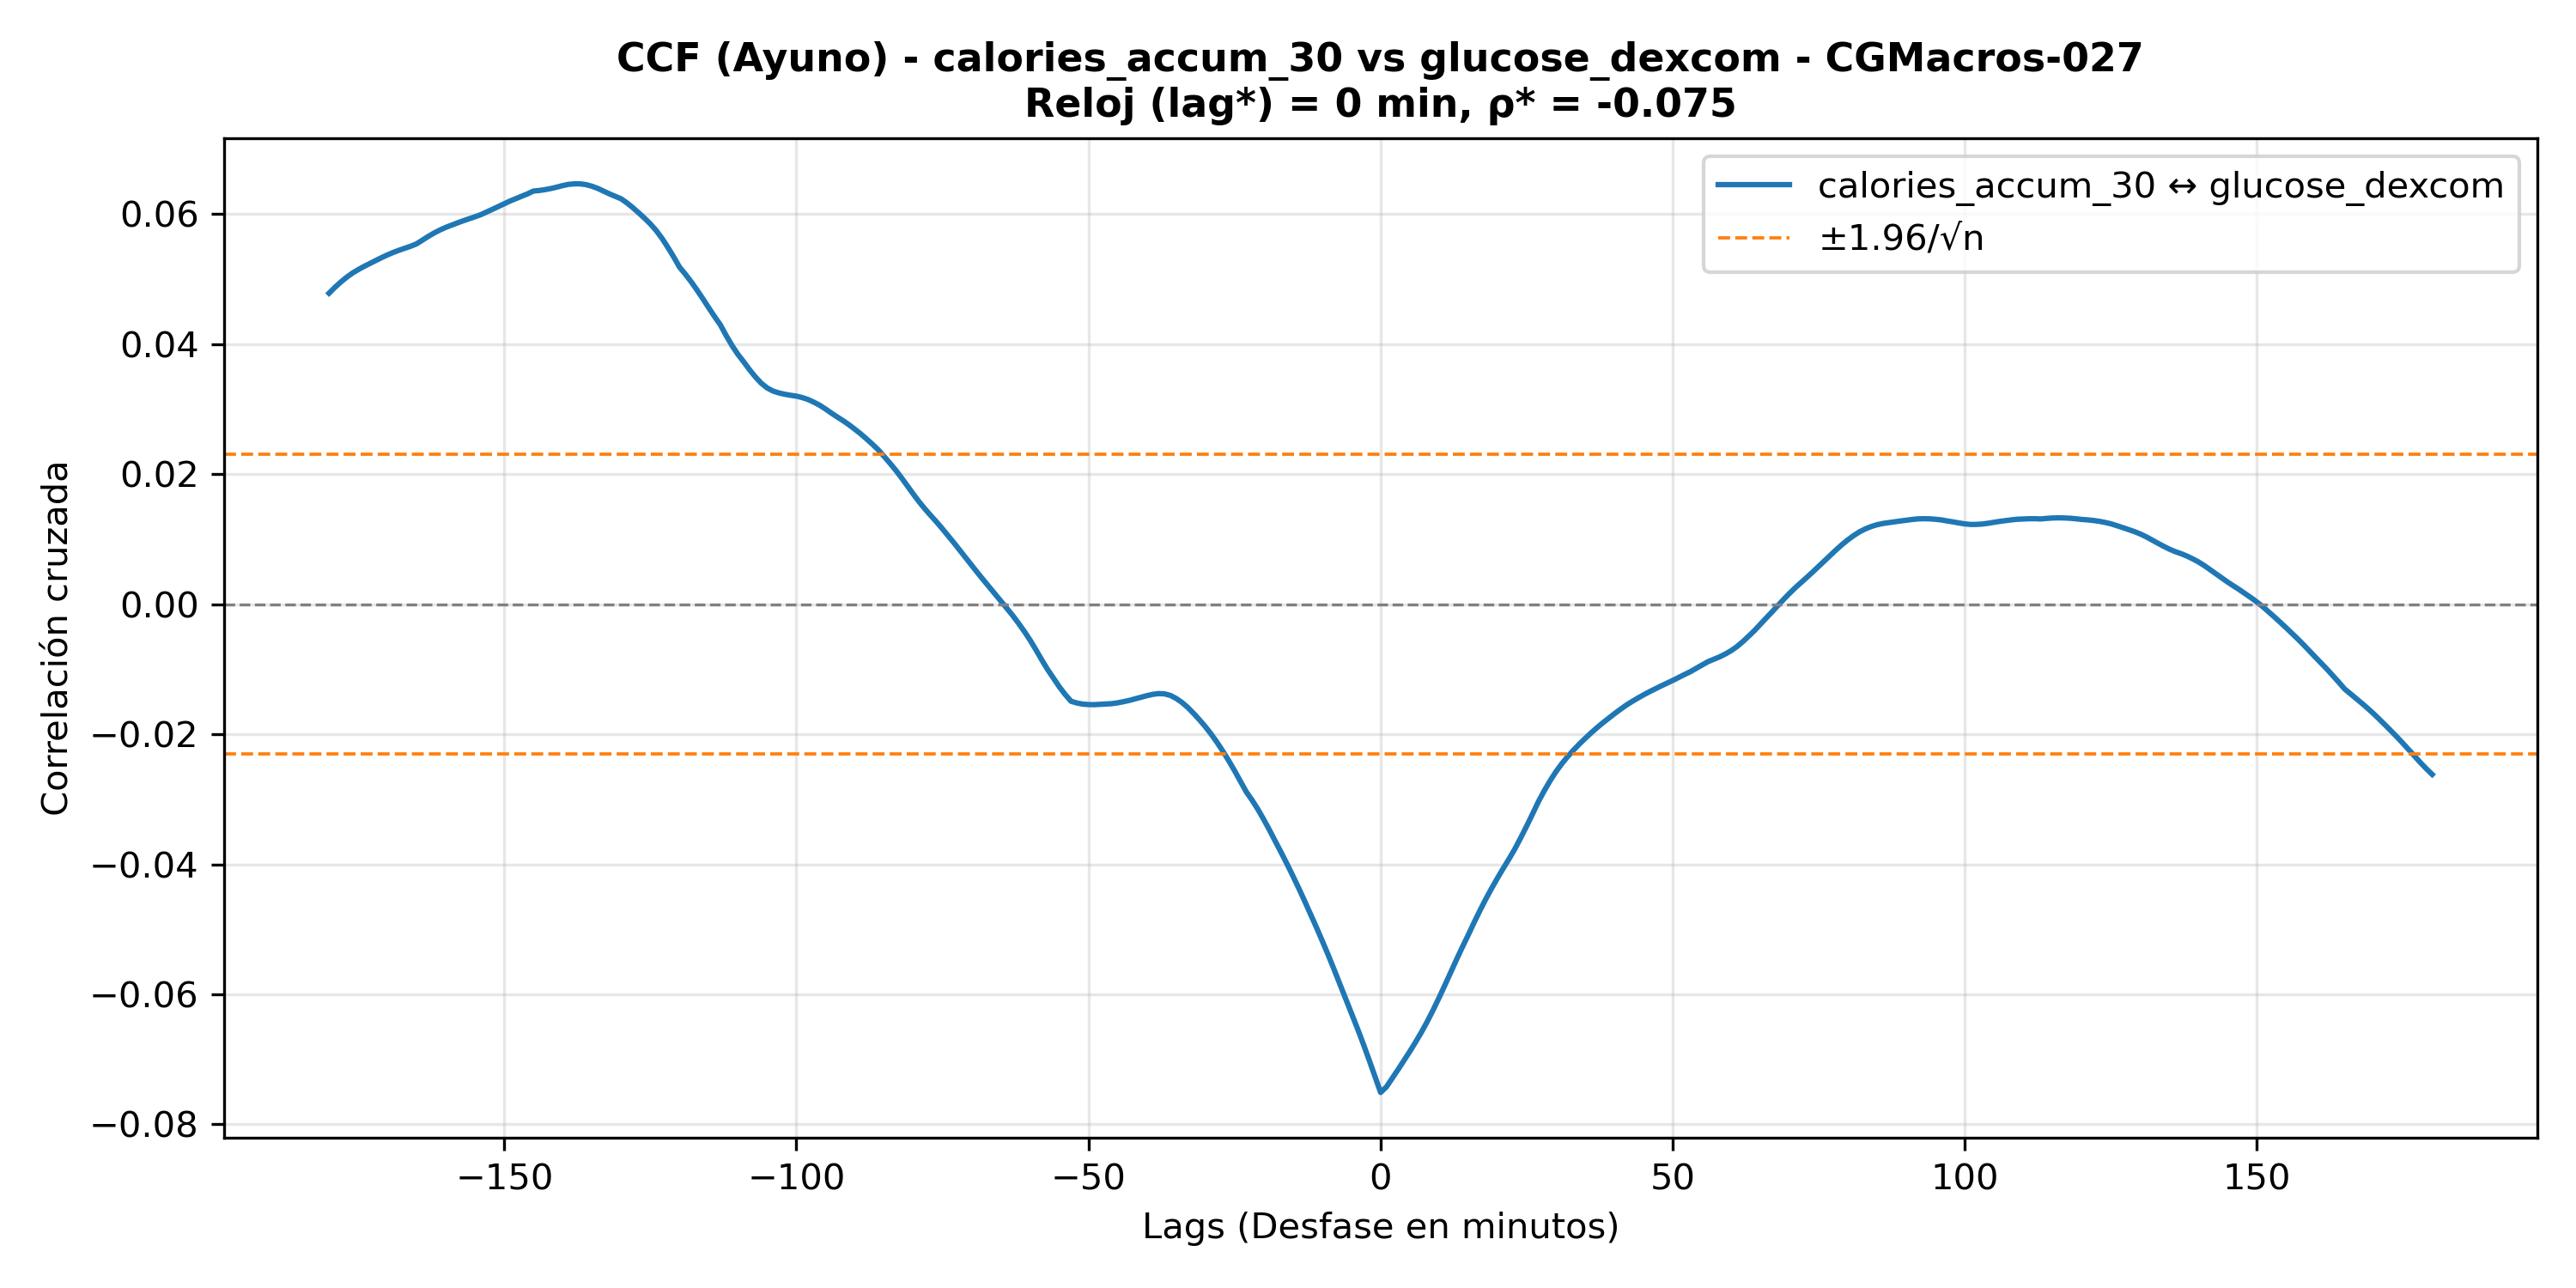 CCF (Ayuno) - calories_accum_30 vs glucose_dexcom - CGMacros-027
Reloj (lag*) = 0 min, ρ* = -0.075
calories_accum_30 ↔ glucose_dexcom
±1.96/√n
0.06
0.04
0.02
0.00
−0.02
−0.04
−0.06
−0.08
Correlación cruzada
−150 −100 −50 0 50 100 150
Lags (Desfase en minutos)